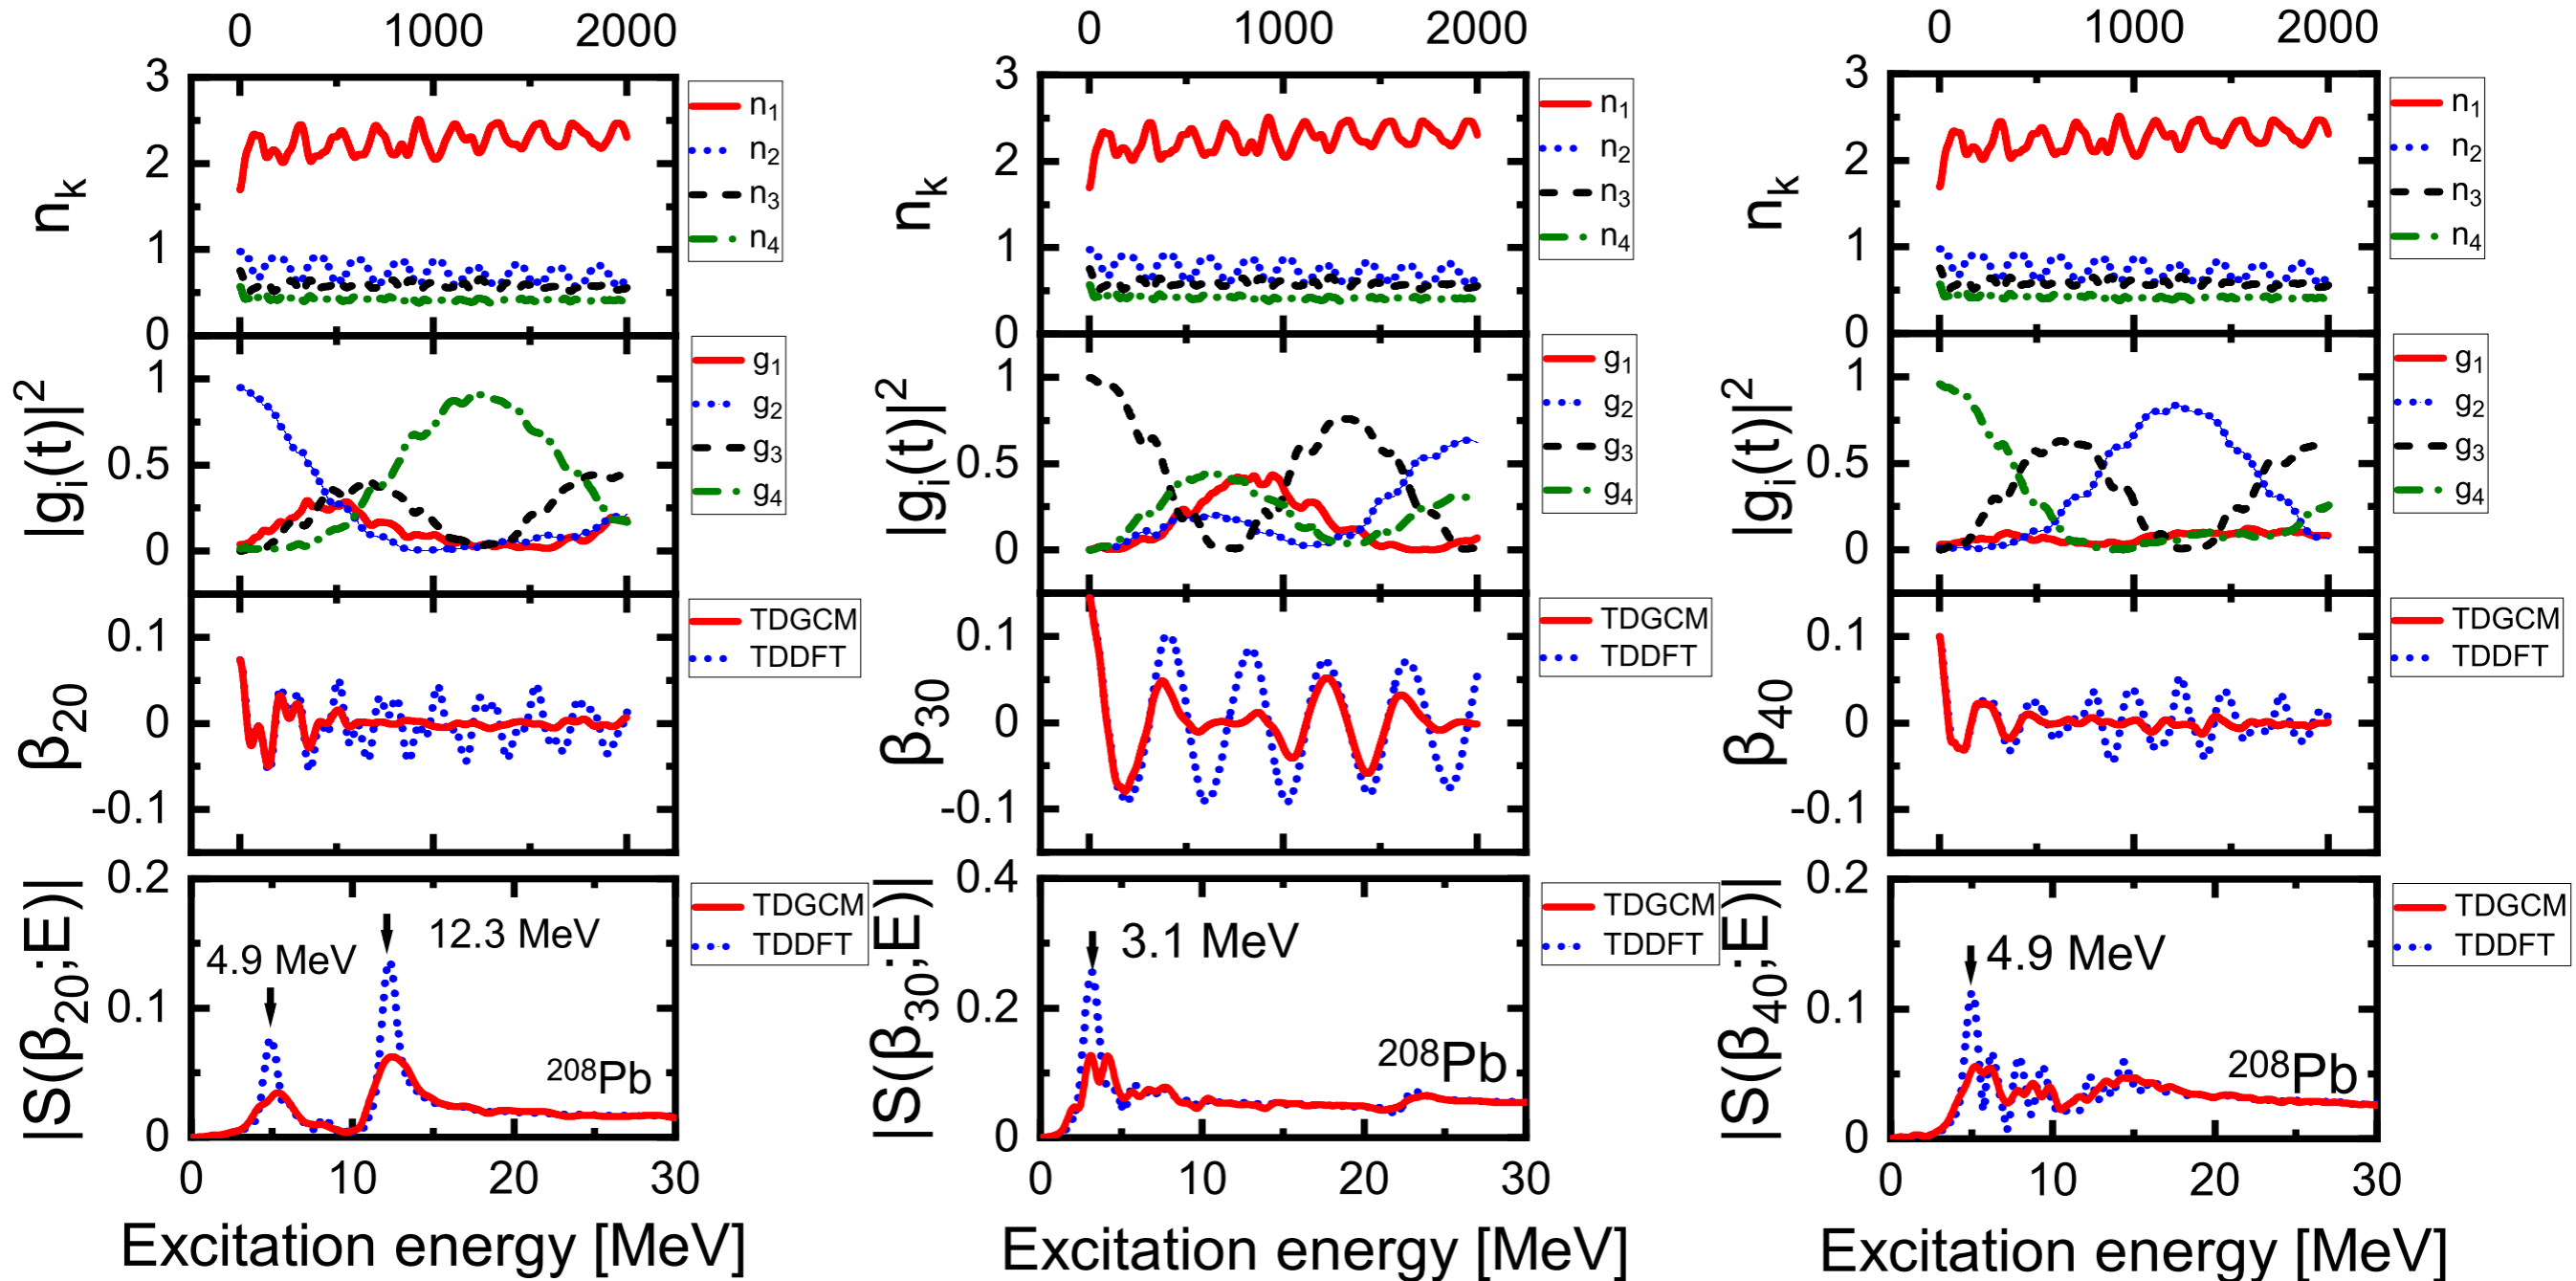 0 1000 2000
3
2
1
0
nₖ
n₁
n₂
n₃
n₄
1
0.5
0
|gᵢ(t)|²
g₁
g₂
g₃
g₄
0.1
0
-0.1
β₂₀
TDGCM
TDDFT
0.2
0.1
0
|S(β₂₀;E)|
4.9 MeV
12.3 MeV
²⁰⁸Pb
TDGCM
TDDFT
0 10 20 30
Excitation energy [MeV]
0 1000 2000
3
2
1
0
nₖ
n₁
n₂
n₃
n₄
1
0.5
0
|gᵢ(t)|²
g₁
g₂
g₃
g₄
0.1
0
-0.1
β₃₀
TDGCM
TDDFT
0.4
0.2
0
|S(β₃₀;E)|
3.1 MeV
²⁰⁸Pb
TDGCM
TDDFT
0 10 20 30
Excitation energy [MeV]
0 1000 2000
3
2
1
0
nₖ
n₁
n₂
n₃
n₄
1
0.5
0
|gᵢ(t)|²
g₁
g₂
g₃
g₄
0.1
0
-0.1
β₄₀
TDGCM
TDDFT
0.2
0.1
0
|S(β₄₀;E)|
4.9 MeV
²⁰⁸Pb
TDGCM
TDDFT
0 10 20 30
Excitation energy [MeV]